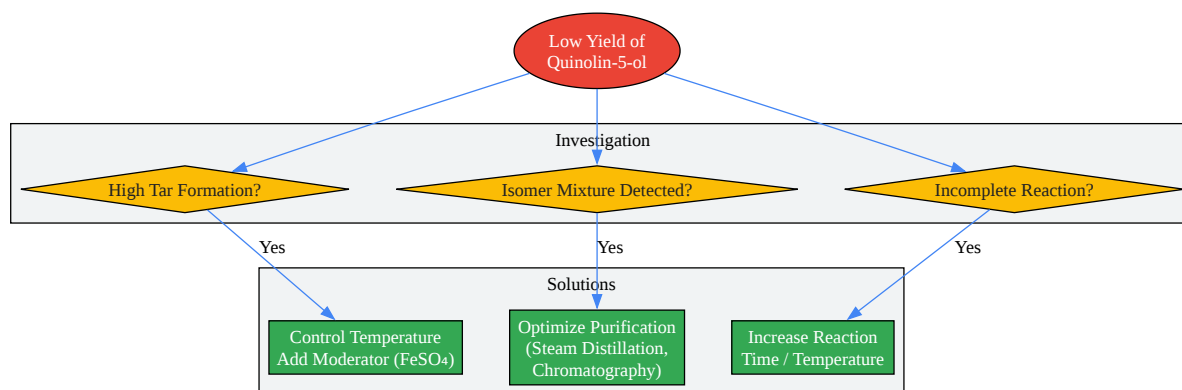 Low Yield of
Quinolin-5-ol
Investigation
High Tar Formation?
Isomer Mixture Detected?
Incomplete Reaction?
Yes
Yes
Yes
Solutions
Control Temperature
Add Moderator (FeSO₄)
Optimize Purification
(Steam Distillation,
Chromatography)
Increase Reaction
Time / Temperature